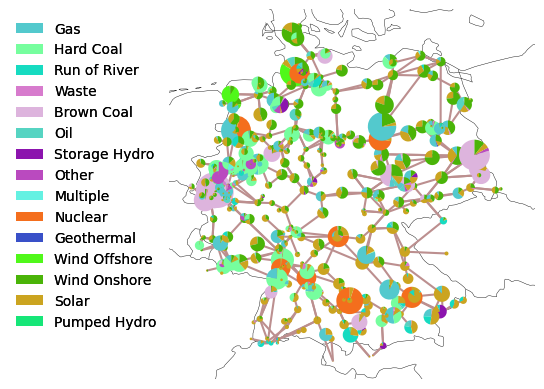 Gas
Hard Coal
Run of River
Waste
Brown Coal
Oil
Storage Hydro
Other
Multiple
Nuclear
Geothermal
Wind Offshore
Wind Onshore
Solar
Pumped Hydro